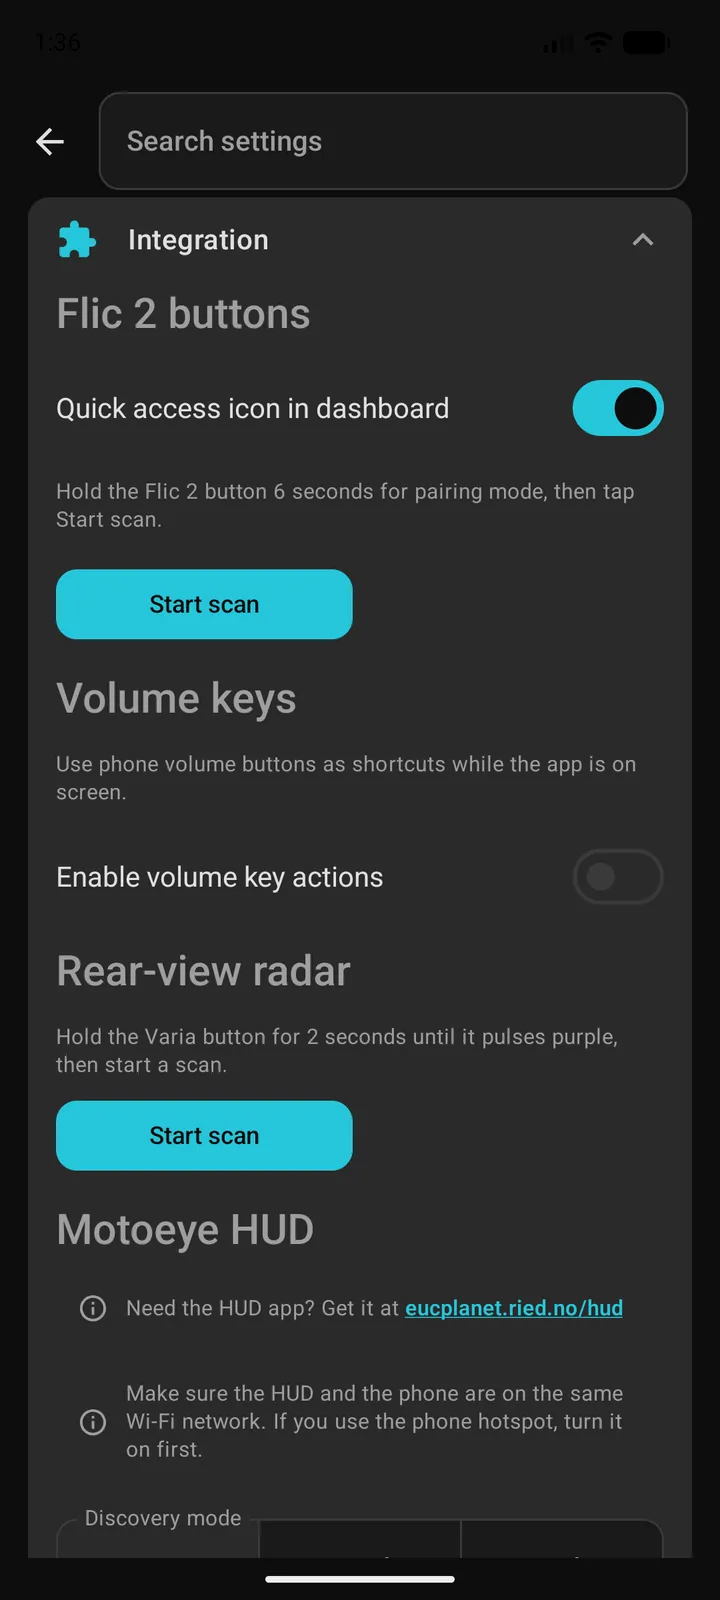 1:36
Search settings
Integration
Flic 2 buttons
Quick access icon in dashboard
Hold the Flic 2 button 6 seconds for pairing mode, then tap
Start scan.
Start scan
Volume keys
Use phone volume buttons as shortcuts while the app is on
screen.
Enable volume key actions
Rear-view radar
Hold the Varia button for 2 seconds until it pulses purple,
then start a scan.
Start scan
Motoeye HUD
Need the HUD app? Get it at eucplanet.ried.no/hud
Make sure the HUD and the phone are on the same
Wi-Fi network. If you use the phone hotspot, turn it
on first.
Discovery mode